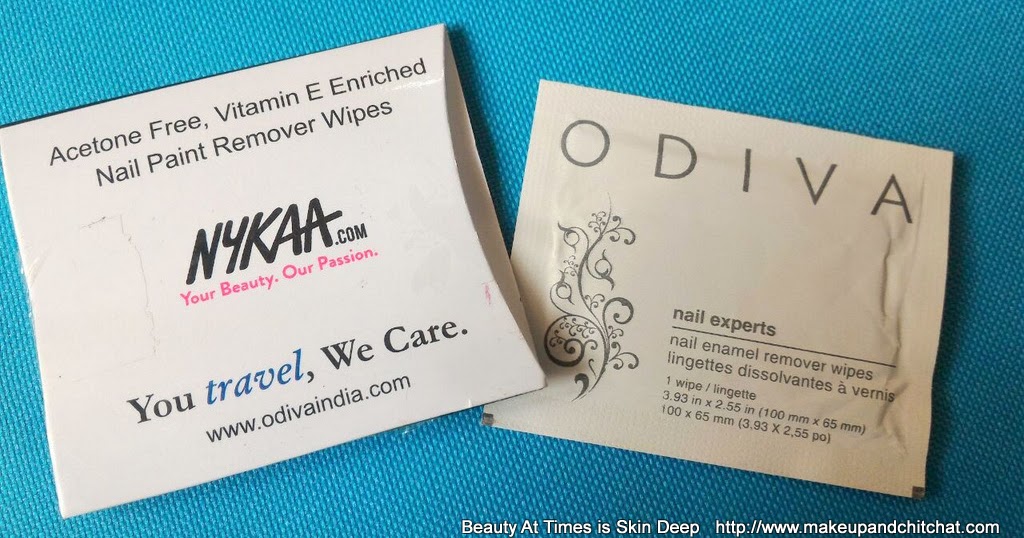 Acetone Free, Vitamin E Enriched
Nail Paint Remover Wipes
NYKAA.COM
Your Beauty. Our Passion.
You travel, We Care.
www.odivaindia.com
ODIVA
nail experts
nail enamel remover wipes
lingettes dissolvantes à vernis
1 wipe / lingette
3.93 in x 2.55 in (100 mm x 65 mm)
100 x 65 mm (3.93 X 2,55 po)
Beauty At Times is Skin Deep http://www.makeupandchitchat.com